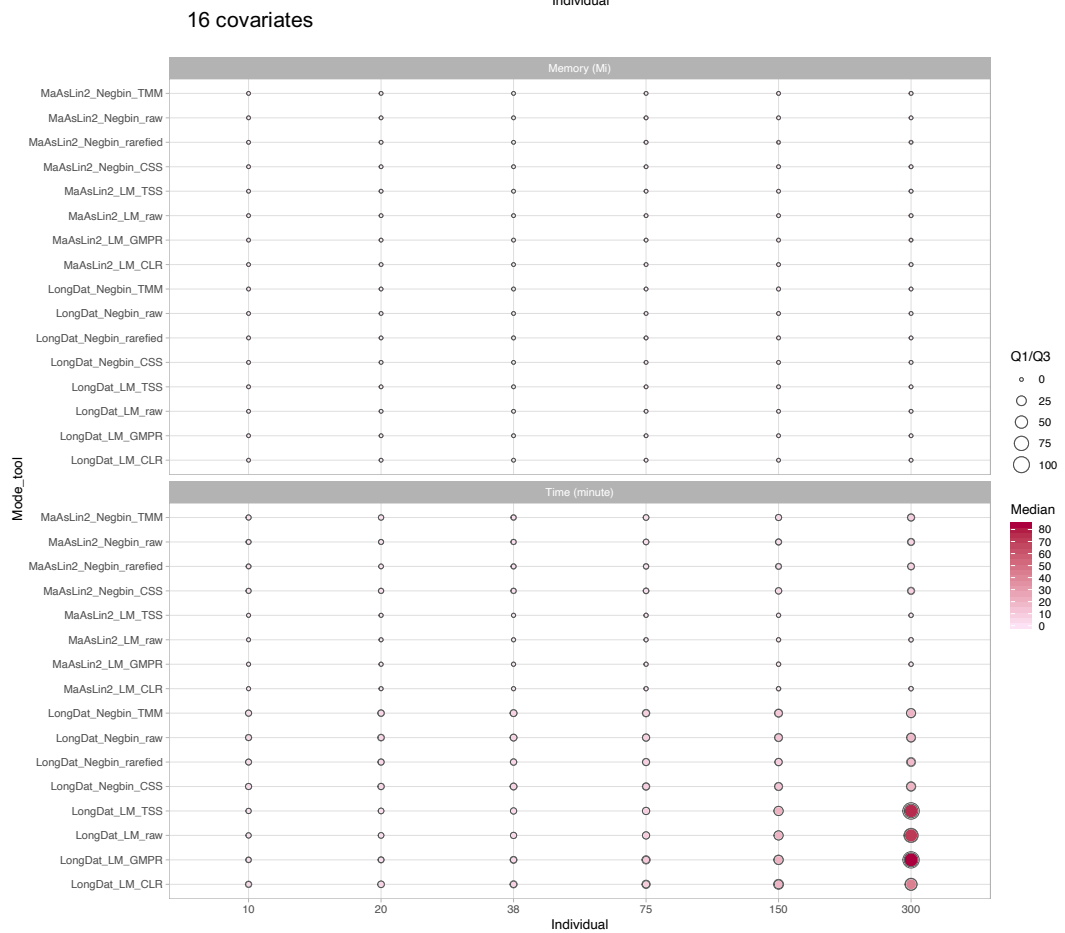 Individual
16 covariates
Memory (Mi)
MaAsLin2_Negbin_TMM
MaAsLin2_Negbin_raw
MaAsLin2_Negbin_rarefied
MaAsLin2_Negbin_CSS
MaAsLin2_LM_TSS
MaAsLin2_LM_raw
MaAsLin2_LM_GMPR
MaAsLin2_LM_CLR
LongDat_Negbin_TMM
LongDat_Negbin_raw
LongDat_Negbin_rarefied
LongDat_Negbin_CSS
LongDat_LM_TSS
LongDat_LM_raw
LongDat_LM_GMPR
LongDat_LM_CLR
Mode_tool
Time (minute)
MaAsLin2_Negbin_TMM
MaAsLin2_Negbin_raw
MaAsLin2_Negbin_rarefied
MaAsLin2_Negbin_CSS
MaAsLin2_LM_TSS
MaAsLin2_LM_raw
MaAsLin2_LM_GMPR
MaAsLin2_LM_CLR
LongDat_Negbin_TMM
LongDat_Negbin_raw
LongDat_Negbin_rarefied
LongDat_Negbin_CSS
LongDat_LM_TSS
LongDat_LM_raw
LongDat_LM_GMPR
LongDat_LM_CLR
10 20 38 75 150 300
Individual
Q1/Q3
0
25
50
75
100
Median
80
70
60
50
40
30
20
10
0